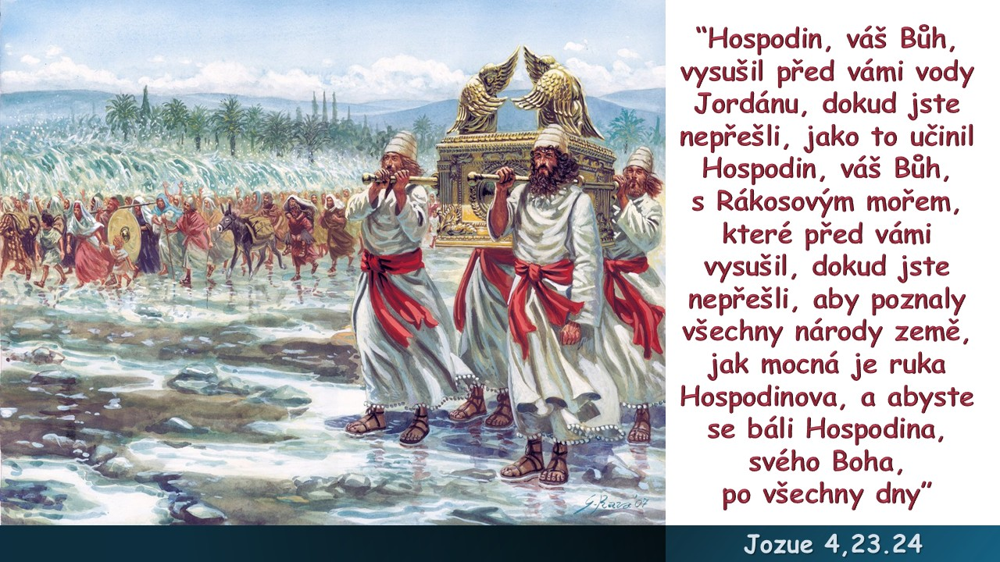 “Hospodin, váš Bůh,
vysušil před vámi vody
Jordánu, dokud jste
nepřešli, jako to učinil
Hospodin, váš Bůh,
s Rákosovým mořem,
které před vámi
vysušil, dokud jste
nepřešli, aby poznaly
všechny národy země,
jak mocná je ruka
Hospodinova, a abyste
se báli Hospodina,
svého Boha,
po všechny dny”
G. Rava '07
Jozue 4,23.24